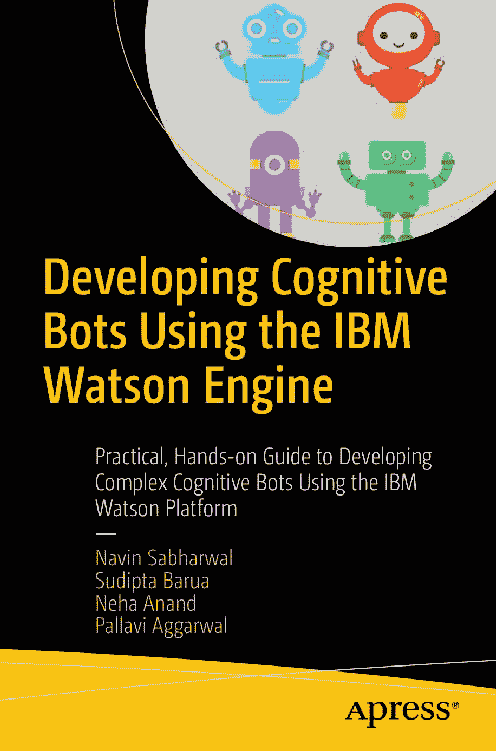 Developing Cognitive
Bots Using the IBM
Watson Engine
Practical, Hands-on Guide to Developing
Complex Cognitive Bots Using the IBM
Watson Platform
Navin Sabharwal
Sudipta Barua
Neha Anand
Pallavi Aggarwal
Apress®